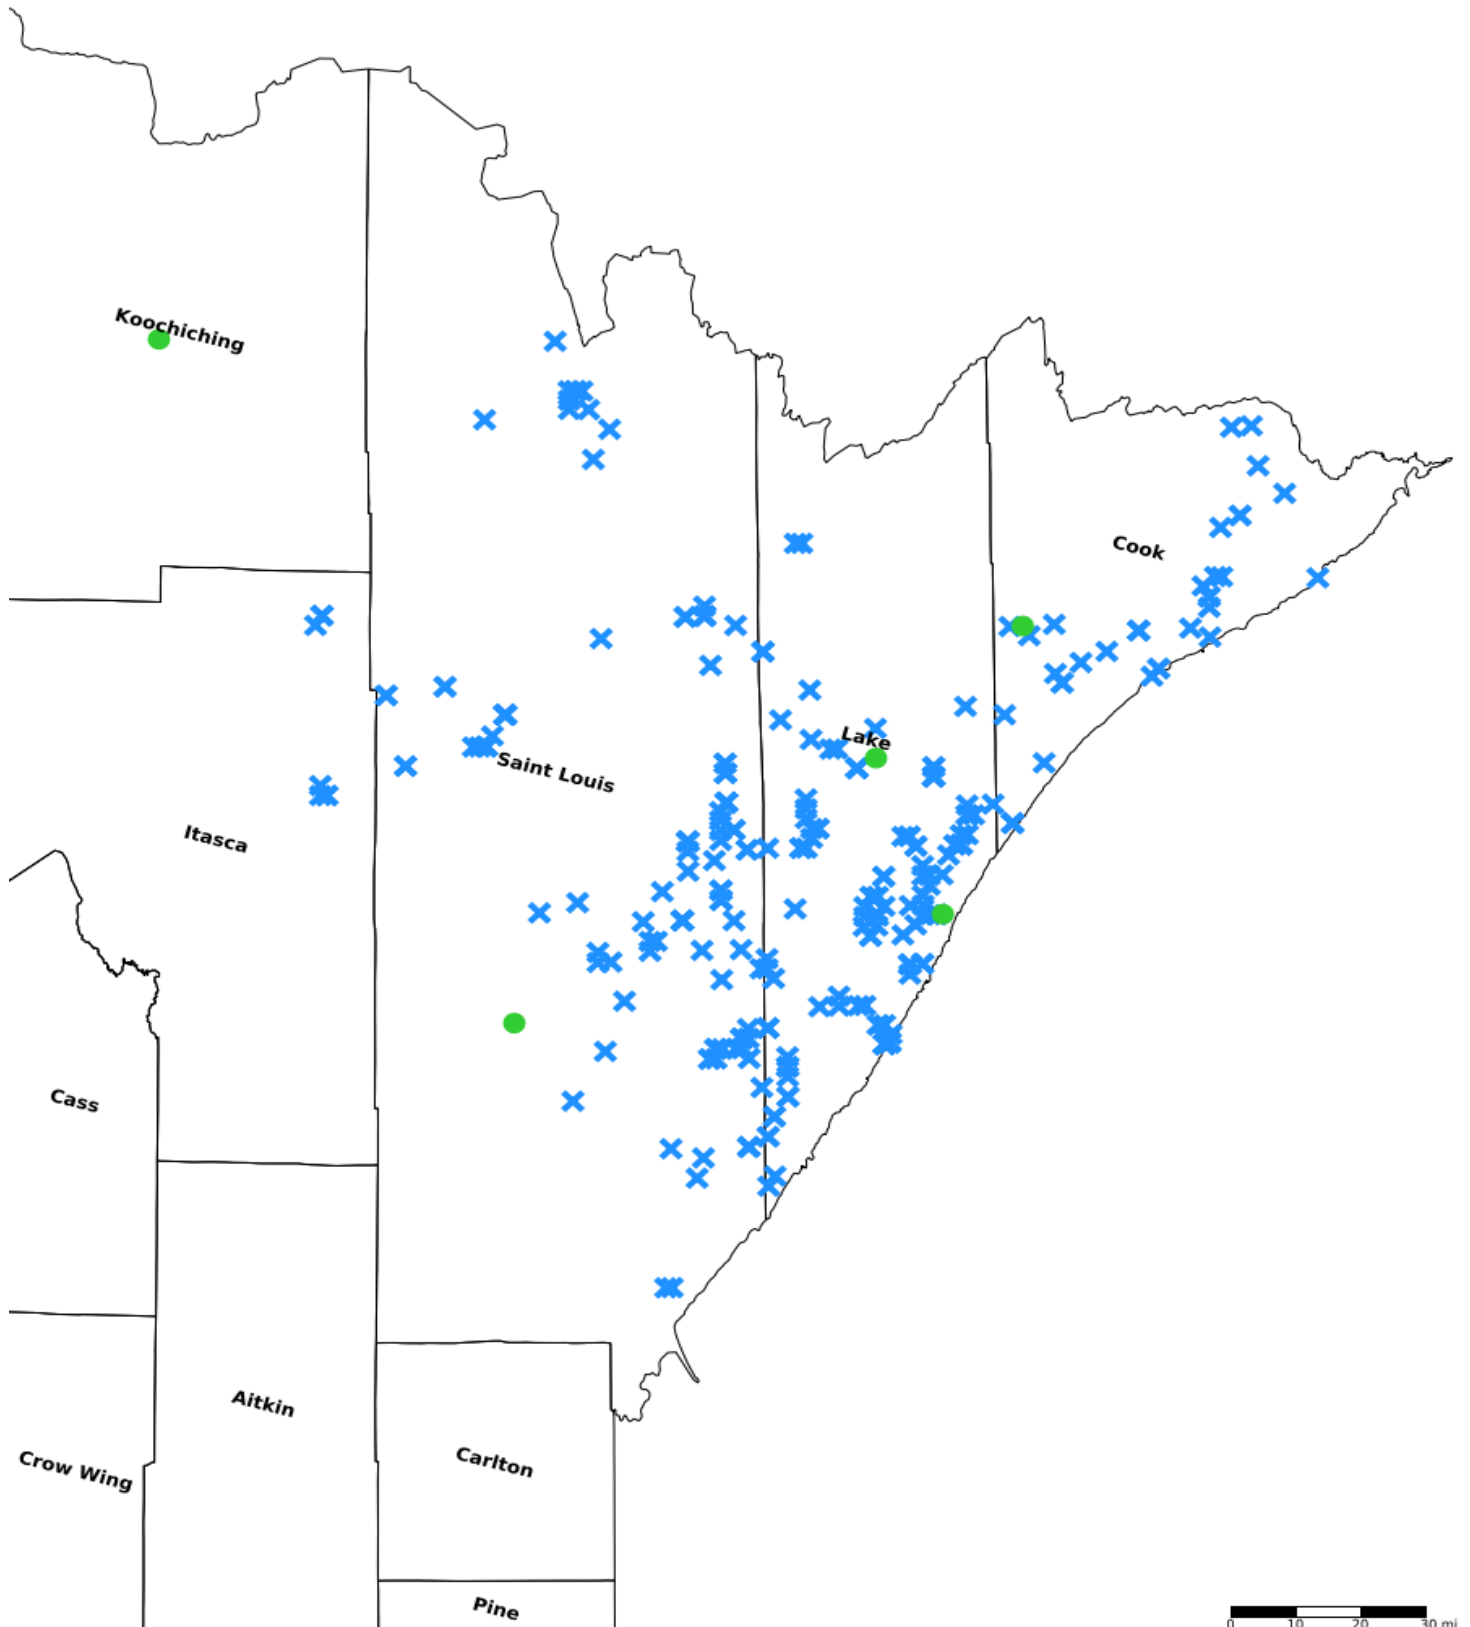 Koochiching
Cook
Lake
Saint Louis
Itasca
Cass
Aitkin
Carlton
Crow Wing
Pine
0 10 20 30 mi